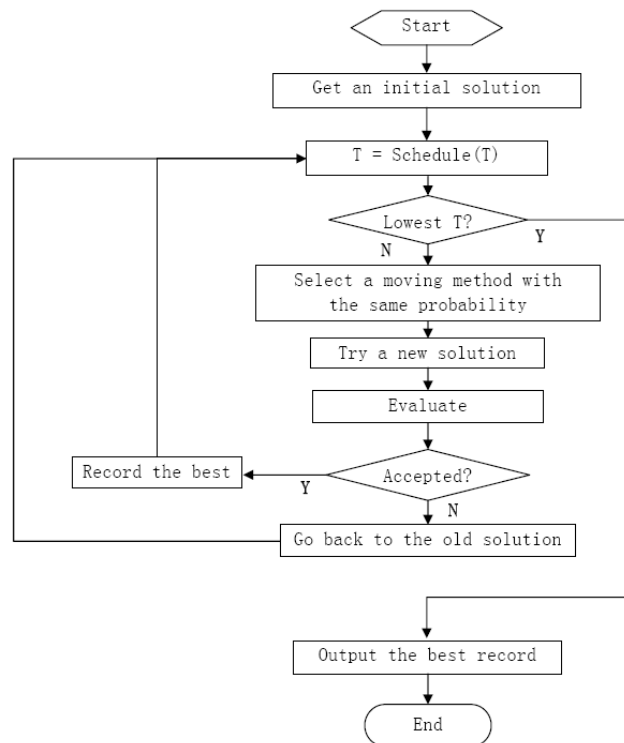 Start
Get an initial solution
T = Schedule(T)
Lowest T?
Y
N
Select a moving method with
the same probability
Try a new solution
Evaluate
Accepted?
Record the best
Y
N
Go back to the old solution
Output the best record
End